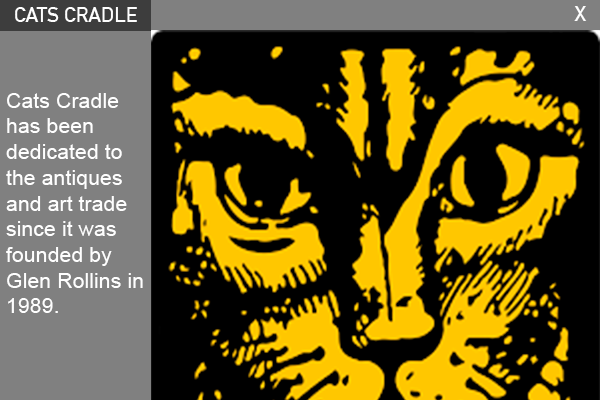 CATS CRADLE
X
Cats Cradle
has been
dedicated to
the antiques
and art trade
since it was
founded by
Glen Rollins in
1989.